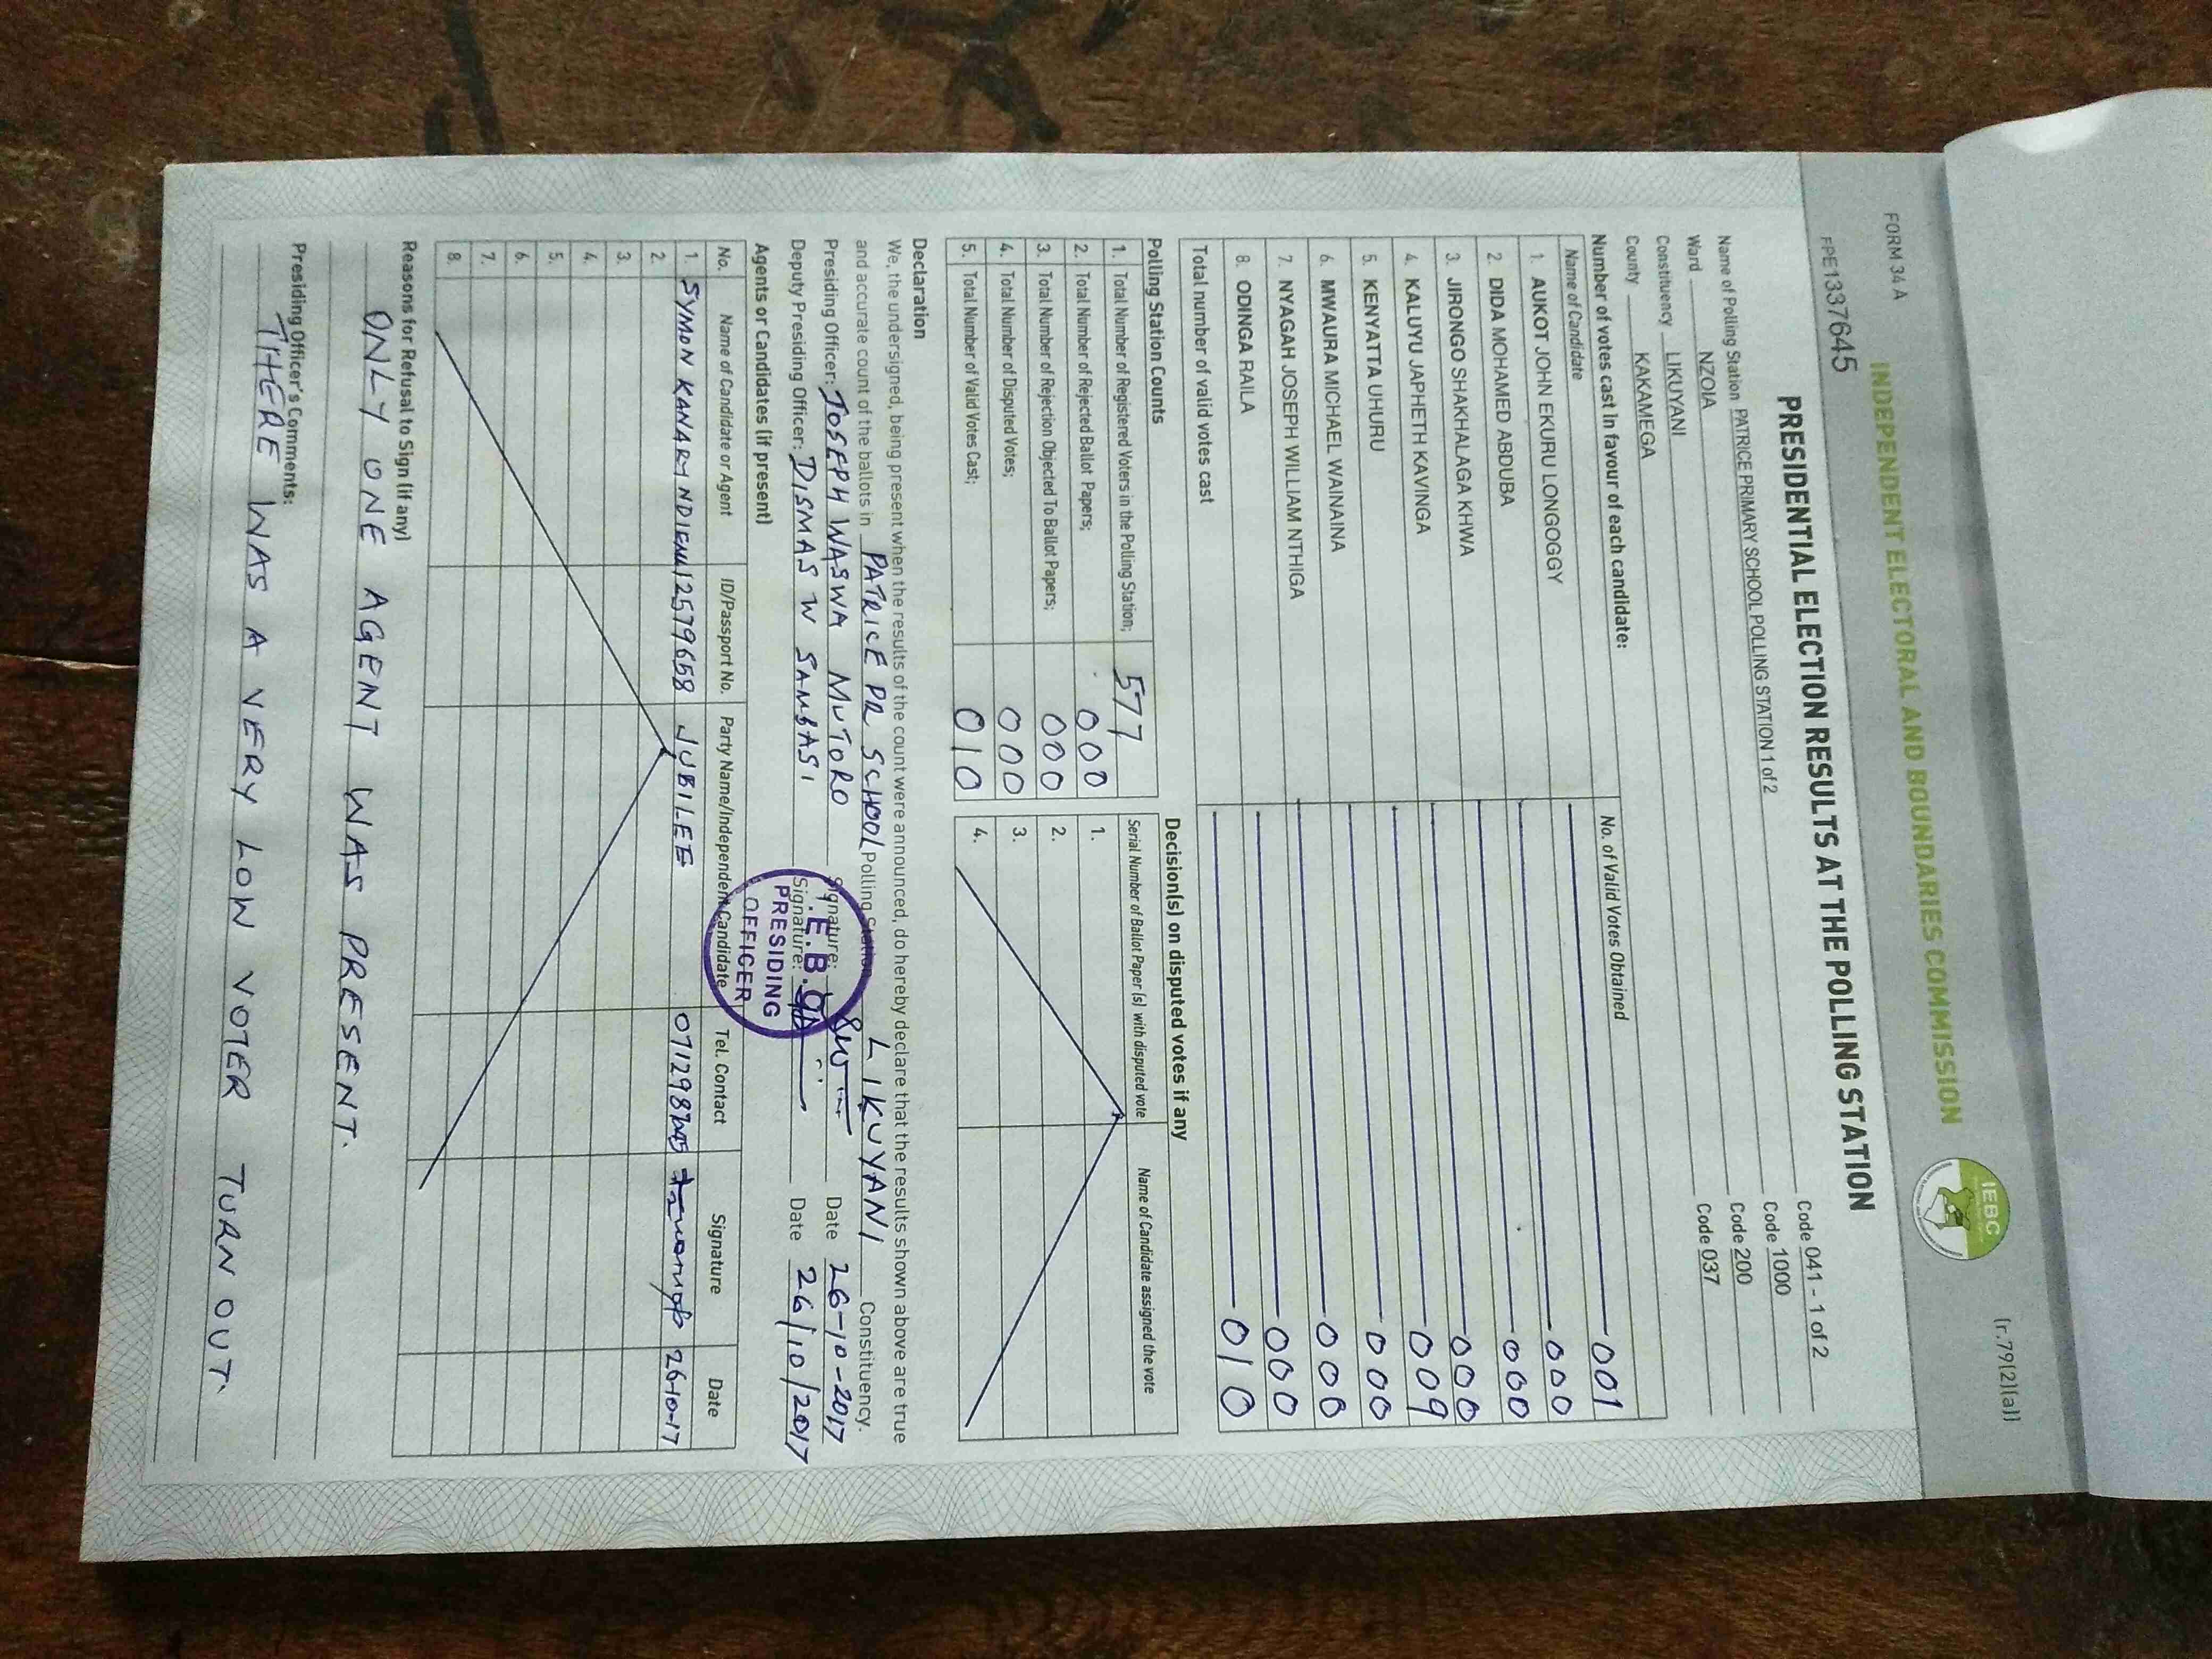 FORM 34 A
(r.79(2)(a))
INDEPENDENT ELECTORAL AND BOUNDARIES COMMISSION
IEBC
FPE1337645
PRESIDENTIAL ELECTION RESULTS AT THE POLLING STATION
Name of Polling Station PATRICE PRIMARY SCHOOL POLLING STATION 1 of 2 Code 041 - 1 of 2
Ward NZOIA Code 1000
Constituency LIKUYANI Code 200
County KAKAMEGA Code 037
Number of votes cast in favour of each candidate:
Name of Candidate No. of Valid Votes Obtained
1. AUKOT JOHN EKURU LONGOGGY 001
2. DIDA MOHAMED ABDUBA 000
3. JIRONGO SHAKHALAGA KHWA 000
4. KALUYU JAPHETH KAVINGA 000
5. KENYATTA UHURU 009
6. MWAURA MICHAEL WAINAINA 000
7. NYAGAH JOSEPH WILLIAM NTHIGA 000
8. ODINGA RAILA 000
Total number of valid votes cast 010
Polling Station Counts
1. Total Number of Registered Voters in the Polling Station; 577
2. Total Number of Rejected Ballot Papers; 000
3. Total Number of Rejection Objected To Ballot Papers; 000
4. Total Number of Disputed Votes; 000
5. Total Number of Valid Votes Cast; 010
Decision(s) on disputed votes if any
Serial Number of Ballot Paper (s) with disputed vote Name of Candidate assigned the vote
1.
2.
3.
4.
Declaration
We, the undersigned, being present when the results of the count were announced, do hereby declare that the results shown above are true
and accurate count of the ballots in PATRICE PR SCHOOL Polling Station LIKUYANI Constituency.
Presiding Officer: JOSEPH WASWA MUTORO Signature: Date 26-10-2017
Deputy Presiding Officer: DISMAS W SAMBASI Signature: Date 26/10/2017
I.E.B.C
PRESIDING
OFFICER
Agents or Candidates (if present)
No. Name of Candidate or Agent ID/Passport No. Party Name/Independent Candidate Tel. Contact Signature Date
1. SYMON KANARY 12579658 JUBILEE 26-10-17
2.
3.
4.
5.
6.
7.
8.
Reasons for Refusal to Sign (if any)
ONLY ONE AGENT WAS PRESENT.
Presiding Officer's Comments:
THERE WAS A VERY LOW VOTER TURN OUT.